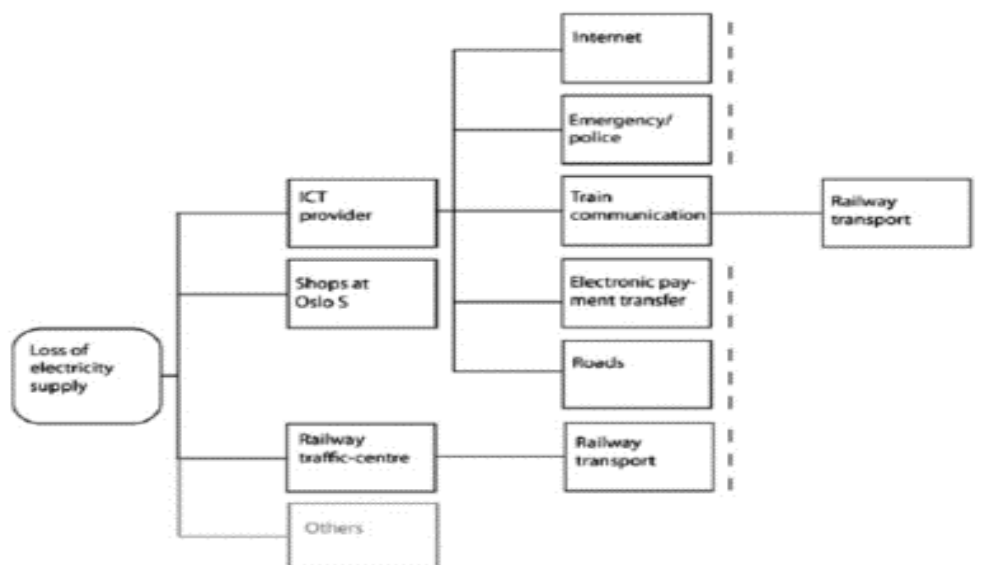 Internet
Emergency/
police
ICT
provider
Train
communication
Railway
transport
Shops at
Oslo S
Electronic pay-
ment transfer
Loss of
electricity
supply
Roads
Railway
traffic-centre
Railway
transport
Others